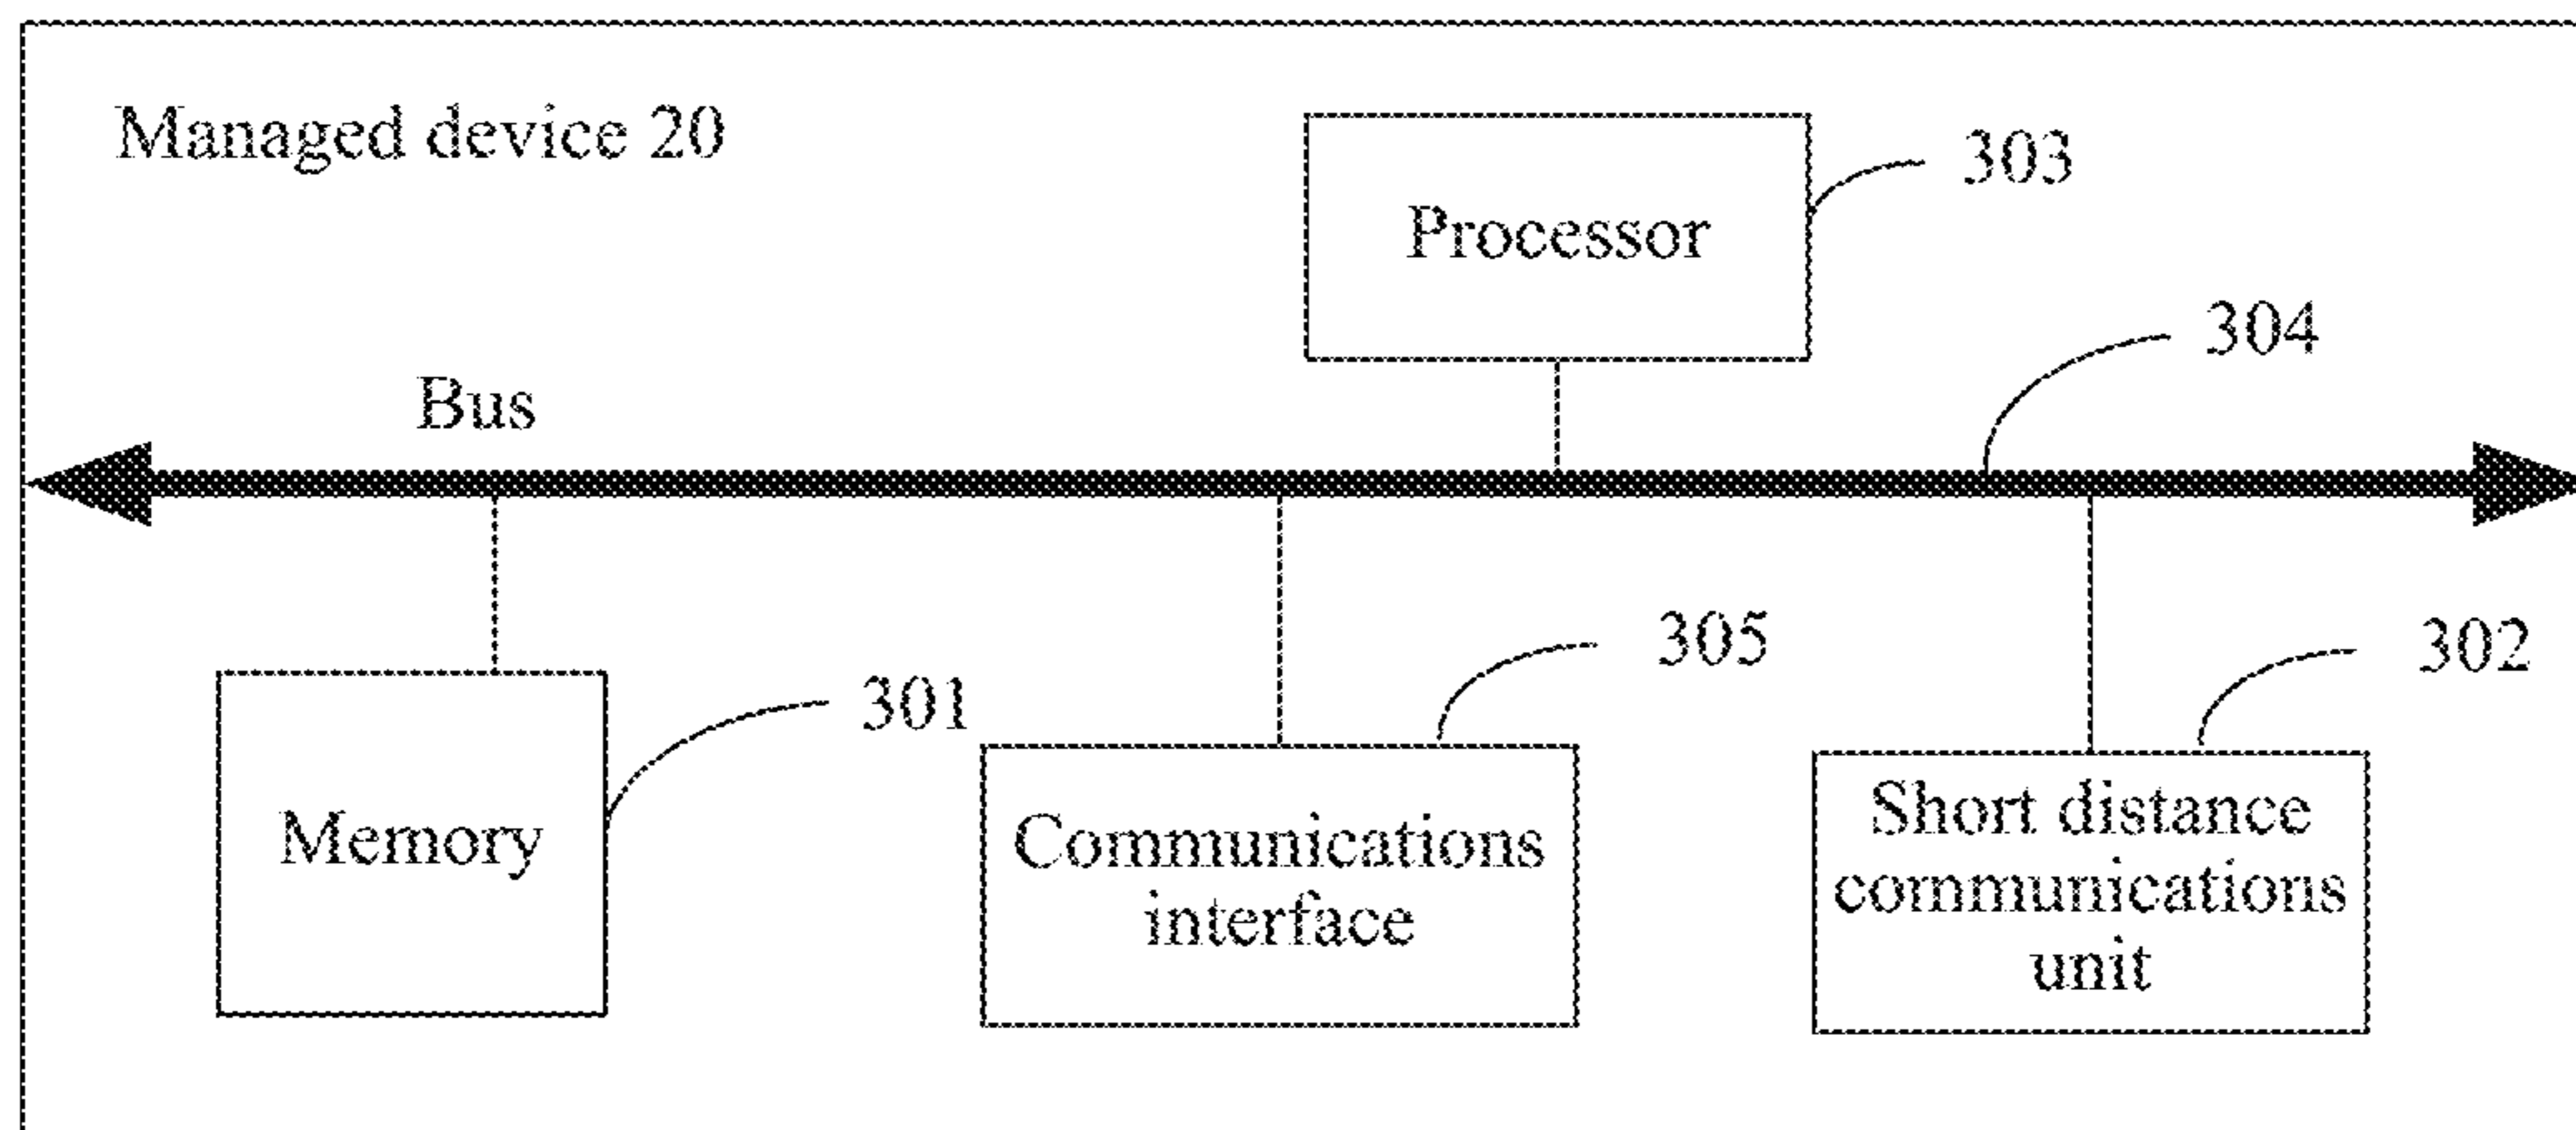 Managed device 20
Processor
303
304
Bus
305
302
301
Memory
Communications
interface
Short distance
communications
unit